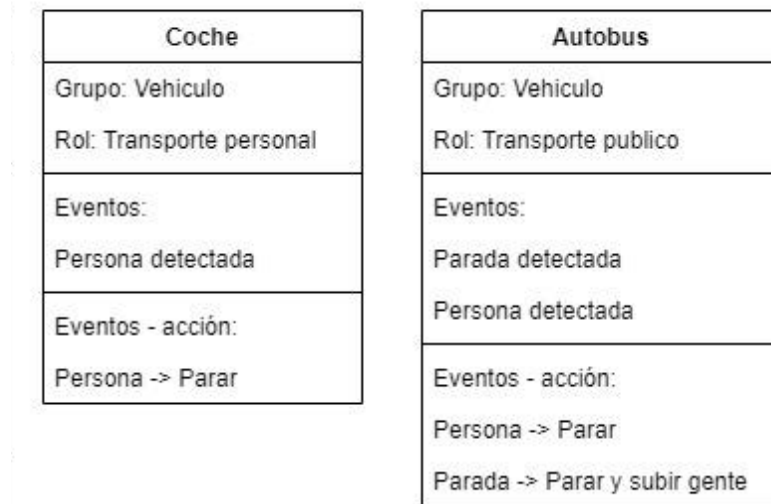 Coche
Grupo: Vehiculo
Rol: Transporte personal
Eventos:
Persona detectada
Eventos - acción:
Persona -> Parar
Autobus
Grupo: Vehiculo
Rol: Transporte publico
Eventos:
Parada detectada
Persona detectada
Eventos - acción:
Persona -> Parar
Parada -> Parar y subir gente